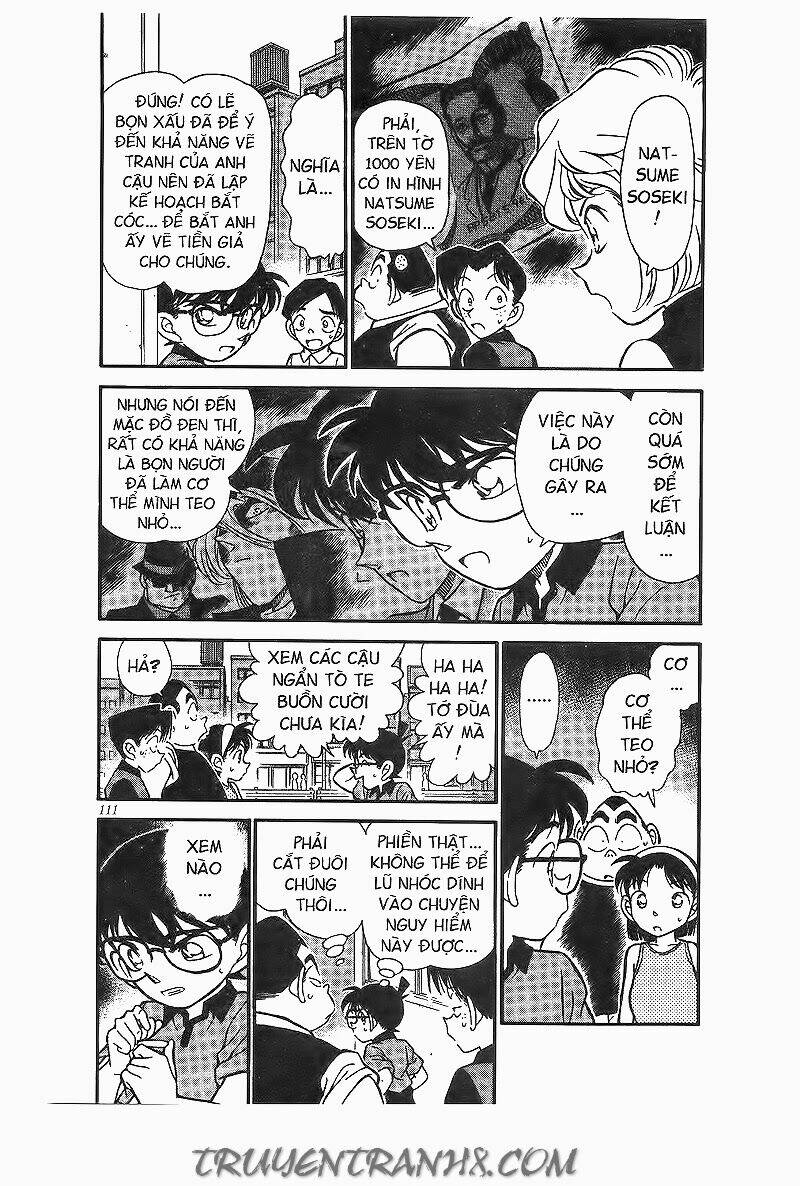 NAT-
SUME
SOSEKI
!
PHẢI,
TRÊN TỜ
1000 YÊN
CÓ IN HÌNH
NATSUME
SOSEKI...
NGHĨA
LÀ...
ĐÚNG! CÓ LẼ
BỌN XẤU ĐÃ ĐỂ Ý
ĐẾN KHẢ NĂNG VẼ
TRANH CỦA ANH
CẬU NÊN ĐÃ LẬP
KẾ HOẠCH BẮT
CÓC... ĐỂ BẮT ANH
ẤY VẼ TIỀN GIẢ
CHO CHÚNG.
CÒN
QUÁ
SỚM
ĐỂ
KẾT
LUẬN
...
VIỆC NÀY
LÀ DO
CHÚNG
GÂY RA
...
NHƯNG NÓI ĐẾN
MẶC ĐỒ ĐEN THÌ,
RẤT CÓ KHẢ NĂNG
LÀ BỌN NGƯỜI
ĐÃ LÀM CƠ
THỂ MÌNH TEO
NHỎ...
CƠ
...
CƠ
THỂ
TEO
NHỎ?
.....
HA HA
HA HA!
TỚ ĐÙA
ẤY MÀ
!
XEM CÁC CẬU
NGẨN TÒ TE
BUỒN CƯỜI
CHƯA KÌA!
HẢ?
111
PHIỀN THẬT...
KHÔNG THỂ ĐỂ
LŨ NHÓC DÍNH
VÀO CHUYỆN
NGUY HIỂM
NÀY ĐƯỢC...
PHẢI
CẮT ĐUÔI
CHÚNG
THÔI...
XEM
NÀO
...
TRUYENTRANH8.COM